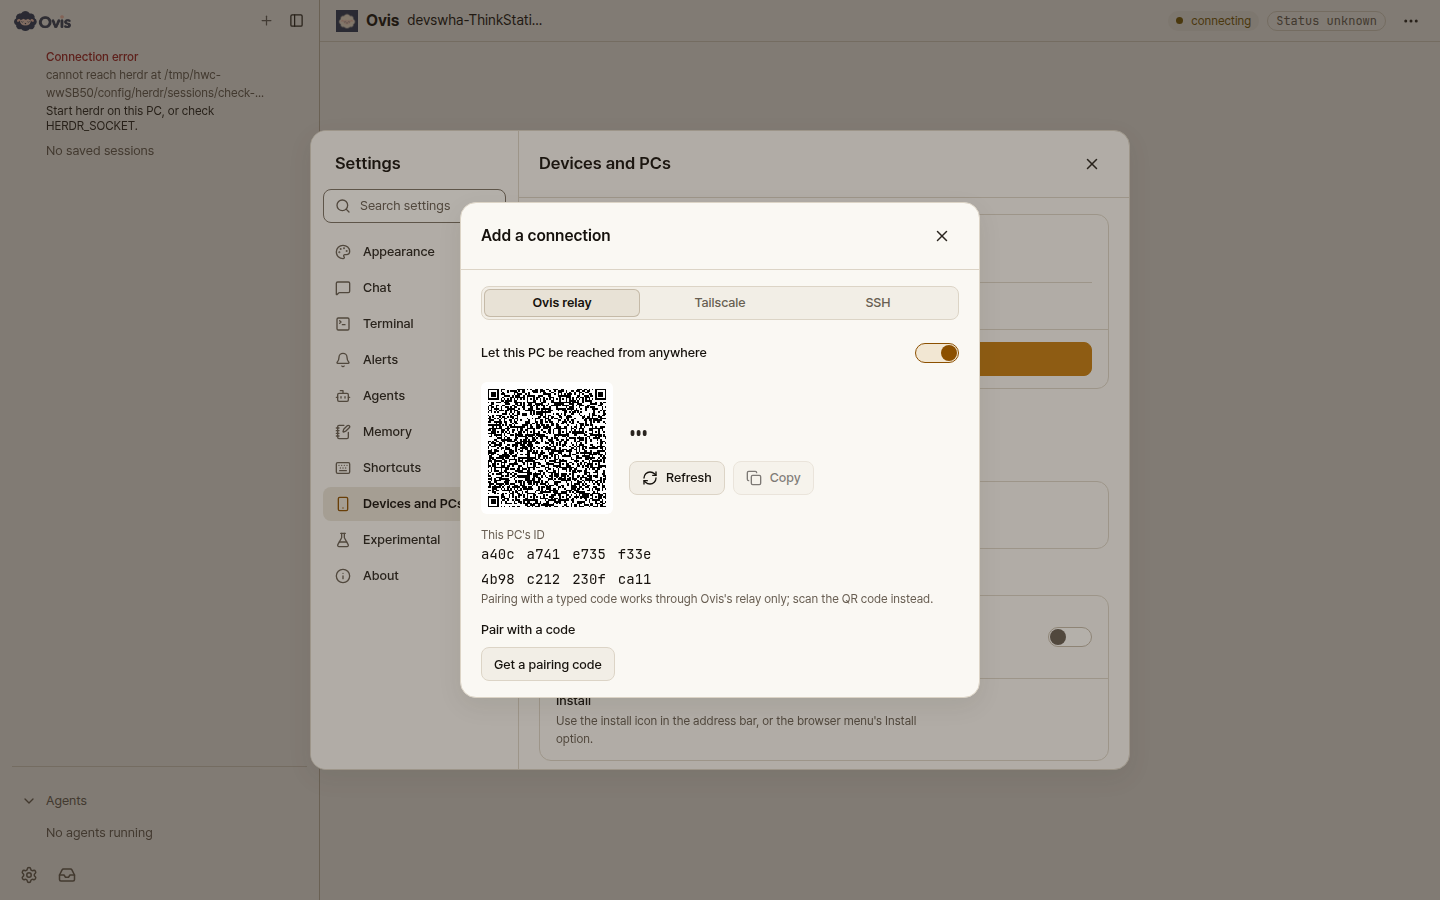 Ovis
Connection error
cannot reach herdr at /tmp/hwc-
wwSB50/config/herdr/sessions/check-...
Start herdr on this PC, or check
HERDR_SOCKET.
No saved sessions
Agents
No agents running
Ovis devswha-ThinkStati...
connecting
Status unknown
Settings
Search settings
Appearance
Chat
Terminal
Alerts
Agents
Memory
Shortcuts
Devices and PCs
Experimental
About
Devices and PCs
Add a connection
Ovis relay
Tailscale
SSH
Let this PC be reached from anywhere
•••
Refresh
Copy
This PC's ID
a40c a741 e735 f33e
4b98 c212 230f ca11
Pairing with a typed code works through Ovis's relay only; scan the QR code instead.
Pair with a code
Get a pairing code
Install
Use the install icon in the address bar, or the browser menu's Install
option.